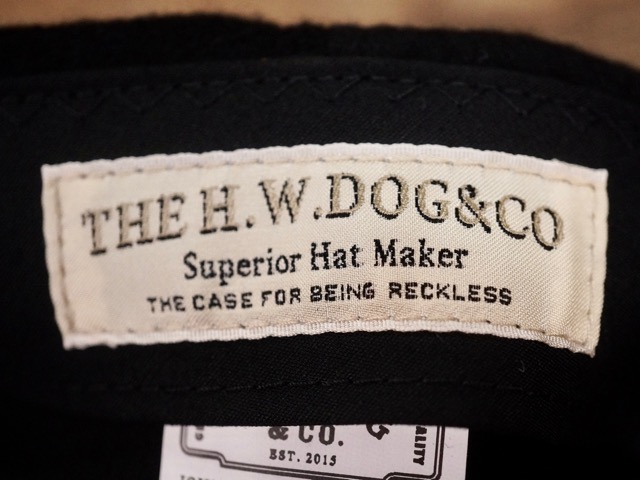 THE H.W.DOG&CO
Superior Hat Maker
THE CASE FOR BEING RECKLESS
& CO.
EST. 2015